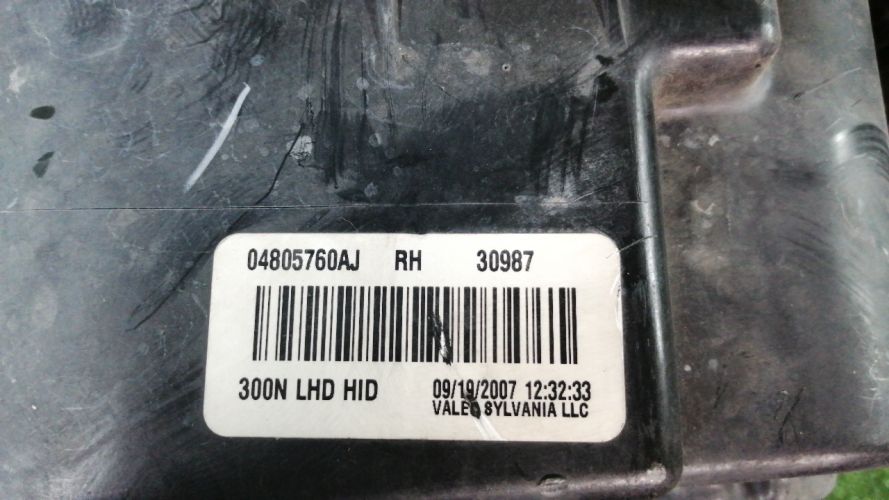 04805760AJ RH 30987
300N LHD HID 09/19/2007 12:32:33
VALEO SYLVANIA LLC